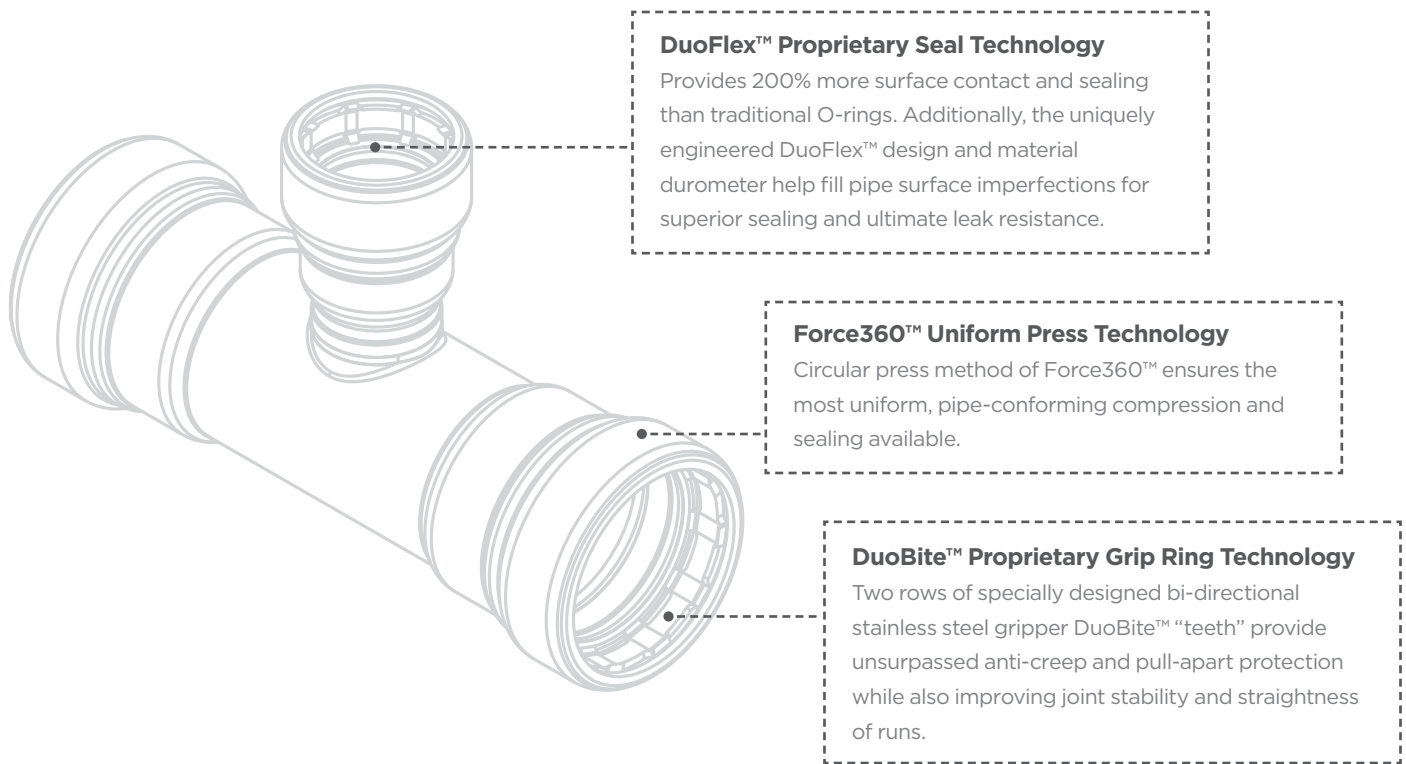 DuoFlex™ Proprietary Seal Technology
Provides 200% more surface contact and sealing
than traditional O-rings. Additionally, the uniquely
engineered DuoFlex™ design and material
durometer help fill pipe surface imperfections for
superior sealing and ultimate leak resistance.
Force360™ Uniform Press Technology
Circular press method of Force360™ ensures the
most uniform, pipe-conforming compression and
sealing available.
DuoBite™ Proprietary Grip Ring Technology
Two rows of specially designed bi-directional
stainless steel gripper DuoBite™ “teeth” provide
unsurpassed anti-creep and pull-apart protection
while also improving joint stability and straightness
of runs.